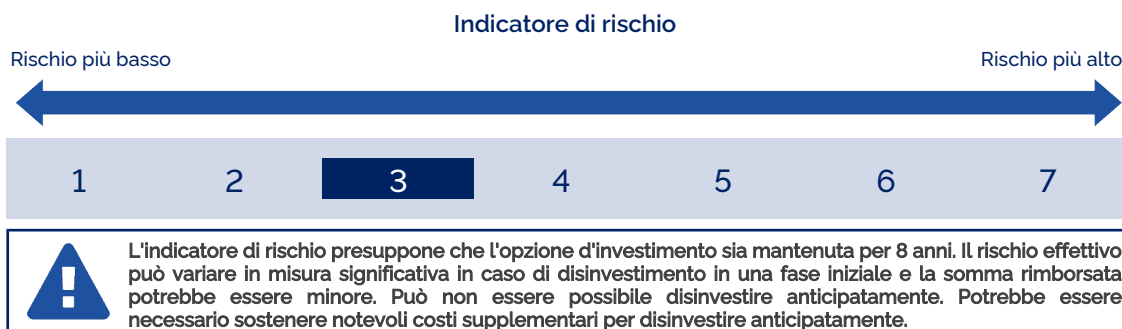 Indicatore di rischio
Rischio più basso
Rischio più alto
1 2 3 4 5 6 7
L'indicatore di rischio presuppone che l'opzione d'investimento sia mantenuta per 8 anni. Il rischio effettivo
può variare in misura significativa in caso di disinvestimento in una fase iniziale e la somma rimborsata
potrebbe essere minore. Può non essere possibile disinvestire anticipatamente. Potrebbe essere
necessario sostenere notevoli costi supplementari per disinvestire anticipatamente.